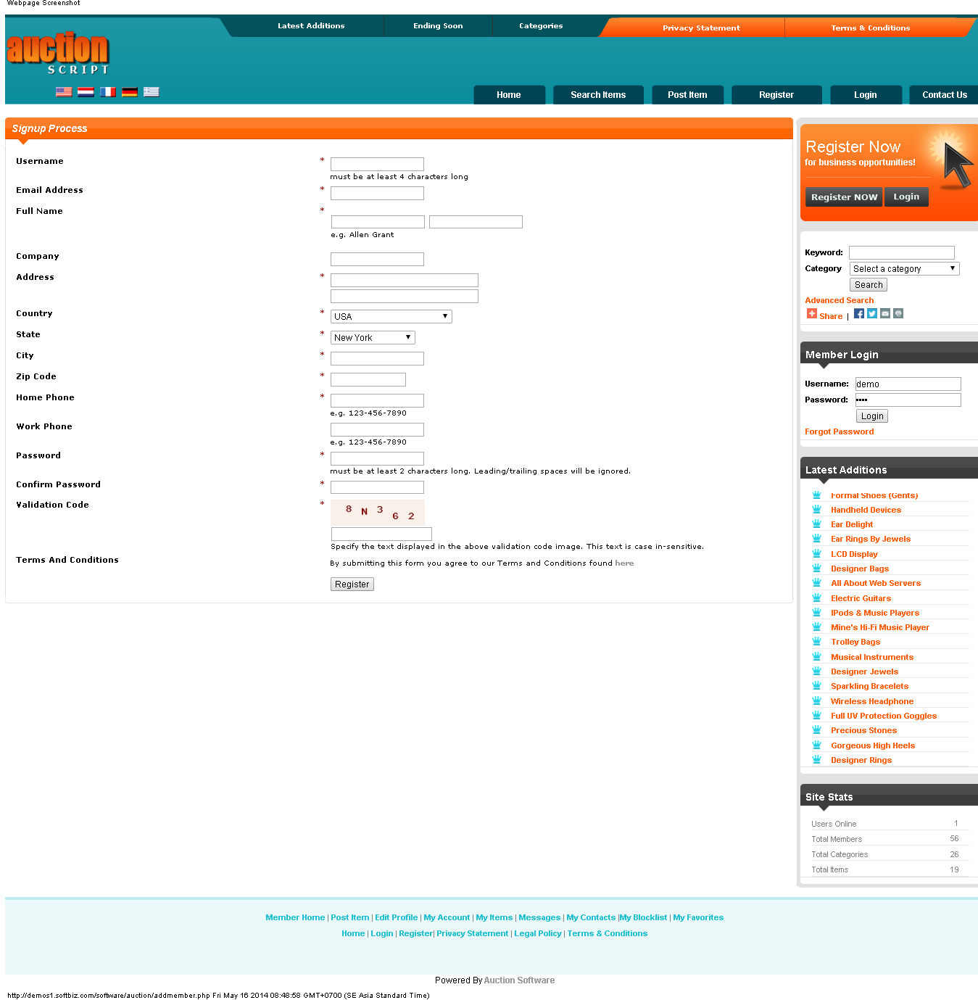 Webpage Screenshot
Latest Additions
Ending Soon
Categories
Privacy Statement
Terms & Conditions
auction
SCRIPT
Home
Search Items
Post Item
Register
Login
Contact Us
Signup Process
Username *
must be at least 4 characters long
Email Address *
Full Name *
e.g. Allen Grant
Company
Address *
Country * USA
State * New York
City *
Zip Code *
Home Phone *
e.g. 123-456-7890
Work Phone
e.g. 123-456-7890
Password *
must be at least 2 characters long. Leading/trailing spaces will be ignored.
Confirm Password *
Validation Code *
8 N 3 6 2
Specify the text displayed in the above validation code image. This text is case in-sensitive.
Terms And Conditions
By submitting this form you agree to our Terms and Conditions found here
Register
Register Now
for business opportunities!
Register NOW
Login
Keyword:
Category Select a category
Search
Advanced Search
Share |
Member Login
Username: demo
Password: ••••
Login
Forgot Password
Latest Additions
Formal Shoes (Gents)
Handheld Devices
Ear Delight
Ear Rings By Jewels
LCD Display
Designer Bags
All About Web Servers
Electric Guitars
IPods & Music Players
Mine's Hi-Fi Music Player
Trolley Bags
Musical Instruments
Designer Jewels
Sparkling Bracelets
Wireless Headphone
Full UV Protection Goggles
Precious Stones
Gorgeous High Heels
Designer Rings
Site Stats
Users Online 1
Total Members 56
Total Categories 26
Total Items 19
Member Home | Post Item | Edit Profile | My Account | My Items | Messages | My Contacts |My Blocklist | My Favorites
Home | Login | Register| Privacy Statement | Legal Policy | Terms & Conditions
Powered By Auction Software
http://demos1.softbiz.com/software/auction/addmember.php Fri May 16 2014 08:48:58 GMT+0700 (SE Asia Standard Time)